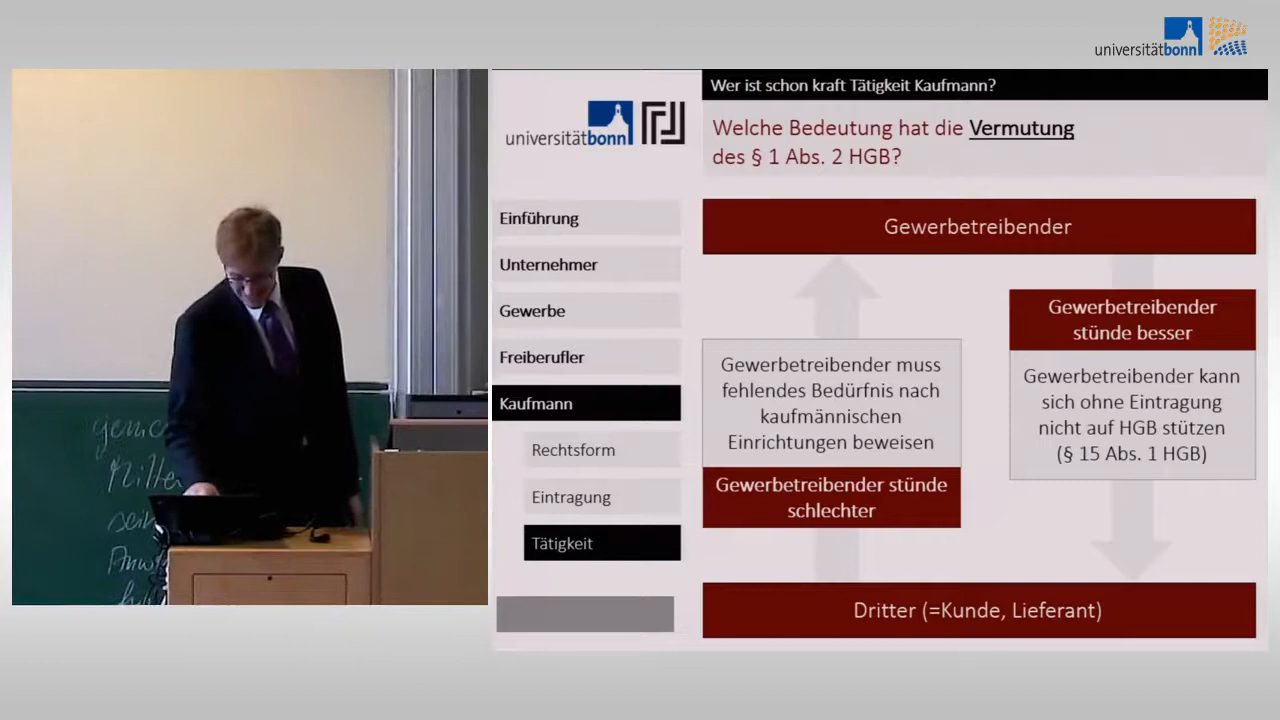 universitätbonn
Wer ist schon kraft Tätigkeit Kaufmann?
universitätbonn
Welche Bedeutung hat die Vermutung
des § 1 Abs. 2 HGB?
Einführung
Unternehmer
Gewerbe
Freiberufler
Kaufmann
Rechtsform
Eintragung
Tätigkeit
Gewerbetreibender
Gewerbetreibender muss
fehlendes Bedürfnis nach
kaufmännischen
Einrichtungen beweisen
Gewerbetreibender stünde
schlechter
Gewerbetreibender
stünde besser
Gewerbetreibender kann
sich ohne Eintragung
nicht auf HGB stützen
(§ 15 Abs. 1 HGB)
Dritter (=Kunde, Lieferant)